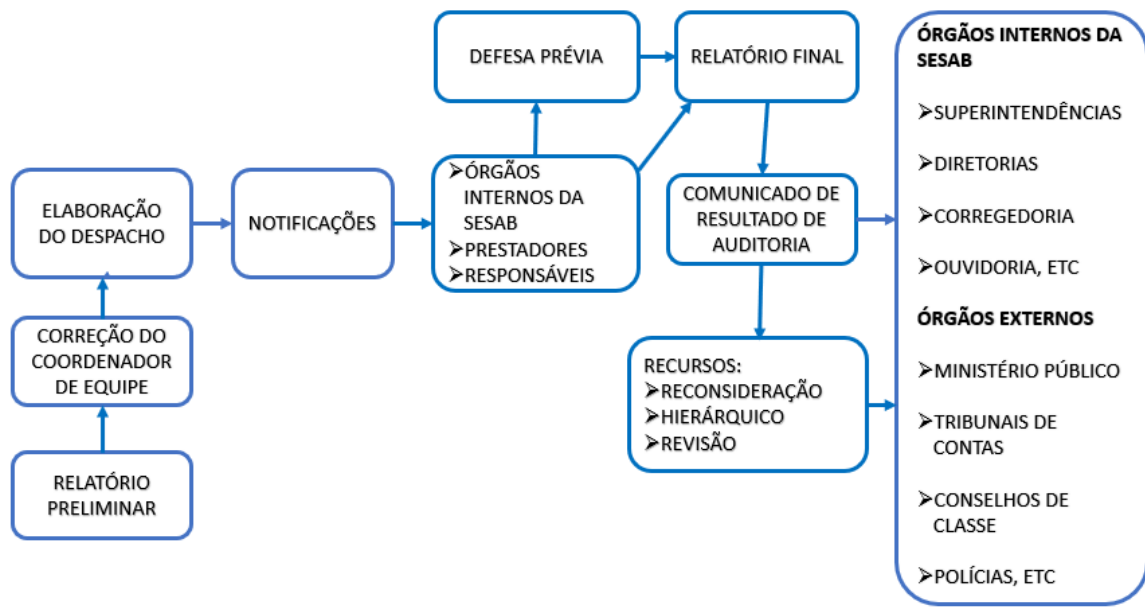 RELATÓRIO
PRELIMINAR
CORREÇÃO DO
COORDENADOR
DE EQUIPE
ELABORAÇÃO
DO DESPACHO
NOTIFICAÇÕES
➢ÓRGÃOS
INTERNOS DA
SESAB
➢PRESTADORES
➢RESPONSÁVEIS
DEFESA PRÉVIA
RELATÓRIO FINAL
COMUNICADO DE
RESULTADO DE
AUDITORIA
RECURSOS:
➢RECONSIDERAÇÃO
➢HIERÁRQUICO
➢REVISÃO
ÓRGÃOS INTERNOS DA
SESAB
➢SUPERINTENDÊNCIAS
➢DIRETORIAS
➢CORREGEDORIA
➢OUVIDORIA, ETC
ÓRGÃOS EXTERNOS
➢MINISTÉRIO PÚBLICO
➢TRIBUNAIS DE
CONTAS
➢CONSELHOS DE
CLASSE
➢POLÍCIAS, ETC